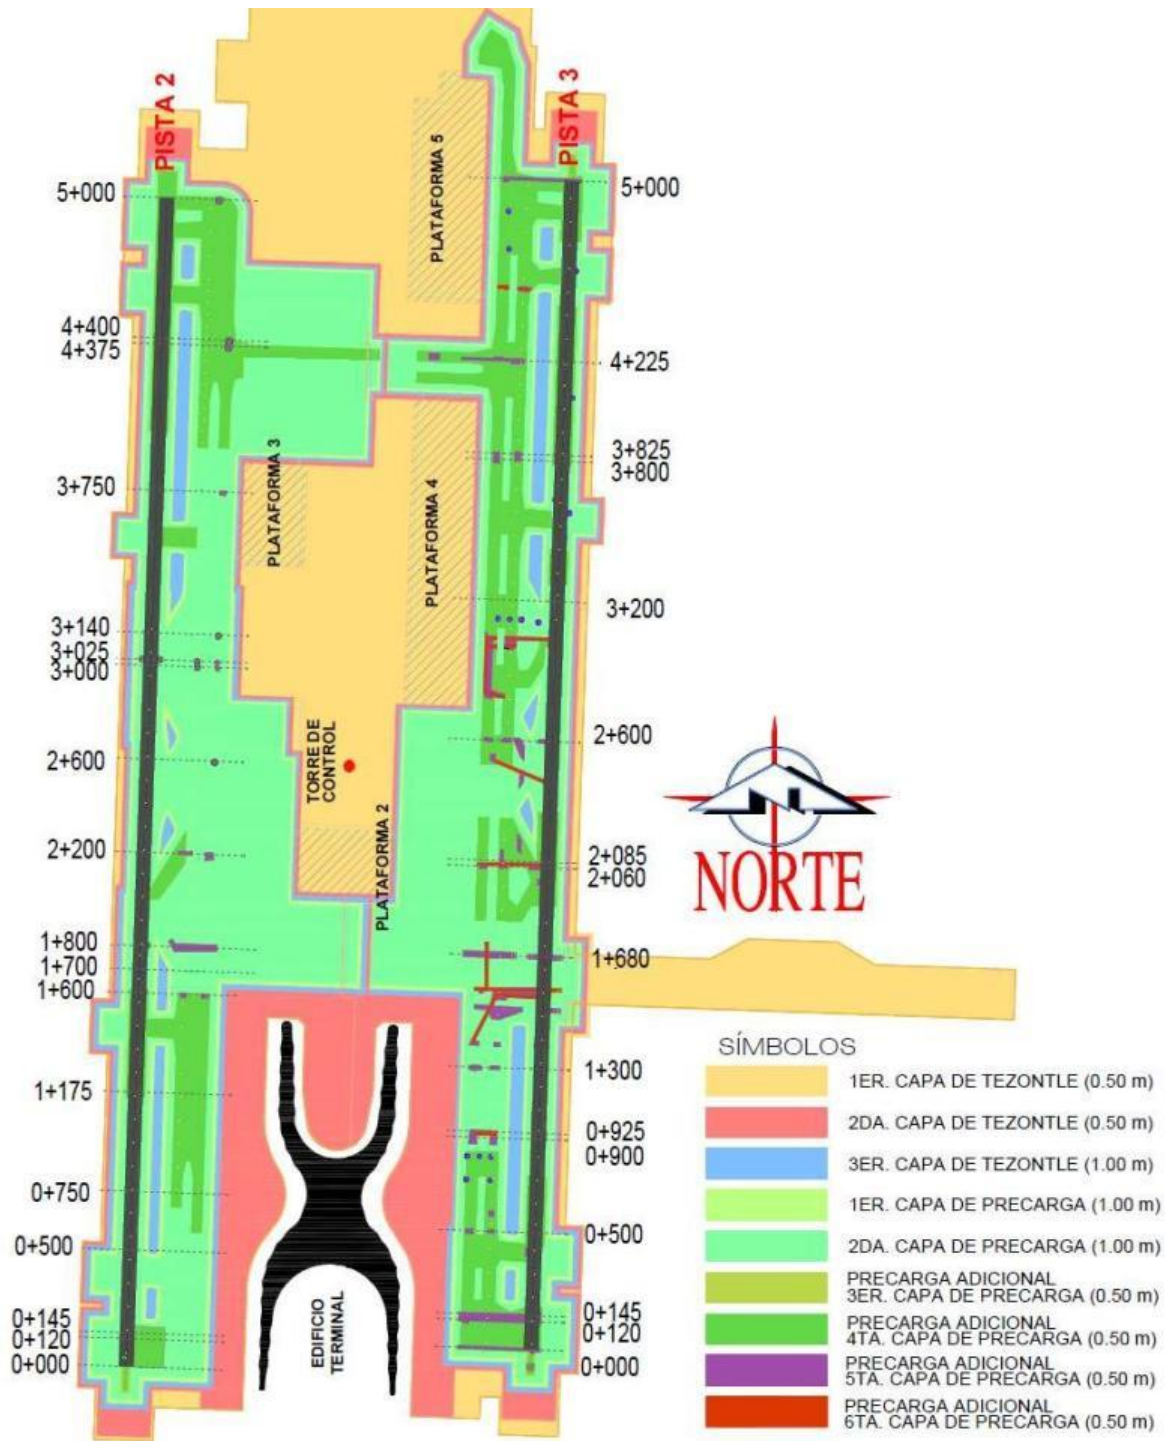 PISTA 2
PISTA 3
PLATAFORMA 5
5+000
5+000
4+400
4+375
4+225
PLATAFORMA 3
PLATAFORMA 4
3+825
3+800
3+750
3+200
3+140
3+025
3+000
TORRE DE
CONTROL
2+600
2+600
PLATAFORMA 2
2+200
2+085
2+060
NORTE
1+800
1+700
1+600
1+680
1+175
1+300
0+925
0+900
0+750
0+500
0+500
0+145
0+120
0+000
0+145
0+120
0+000
EDIFICIO
TERMINAL
SÍMBOLOS
1ER. CAPA DE TEZONTLE (0.50 m)
2DA. CAPA DE TEZONTLE (0.50 m)
3ER. CAPA DE TEZONTLE (1.00 m)
1ER. CAPA DE PRECARGA (1.00 m)
2DA. CAPA DE PRECARGA (1.00 m)
PRECARGA ADICIONAL
3ER. CAPA DE PRECARGA (0.50 m)
PRECARGA ADICIONAL
4TA. CAPA DE PRECARGA (0.50 m)
PRECARGA ADICIONAL
5TA. CAPA DE PRECARGA (0.50 m)
PRECARGA ADICIONAL
6TA. CAPA DE PRECARGA (0.50 m)